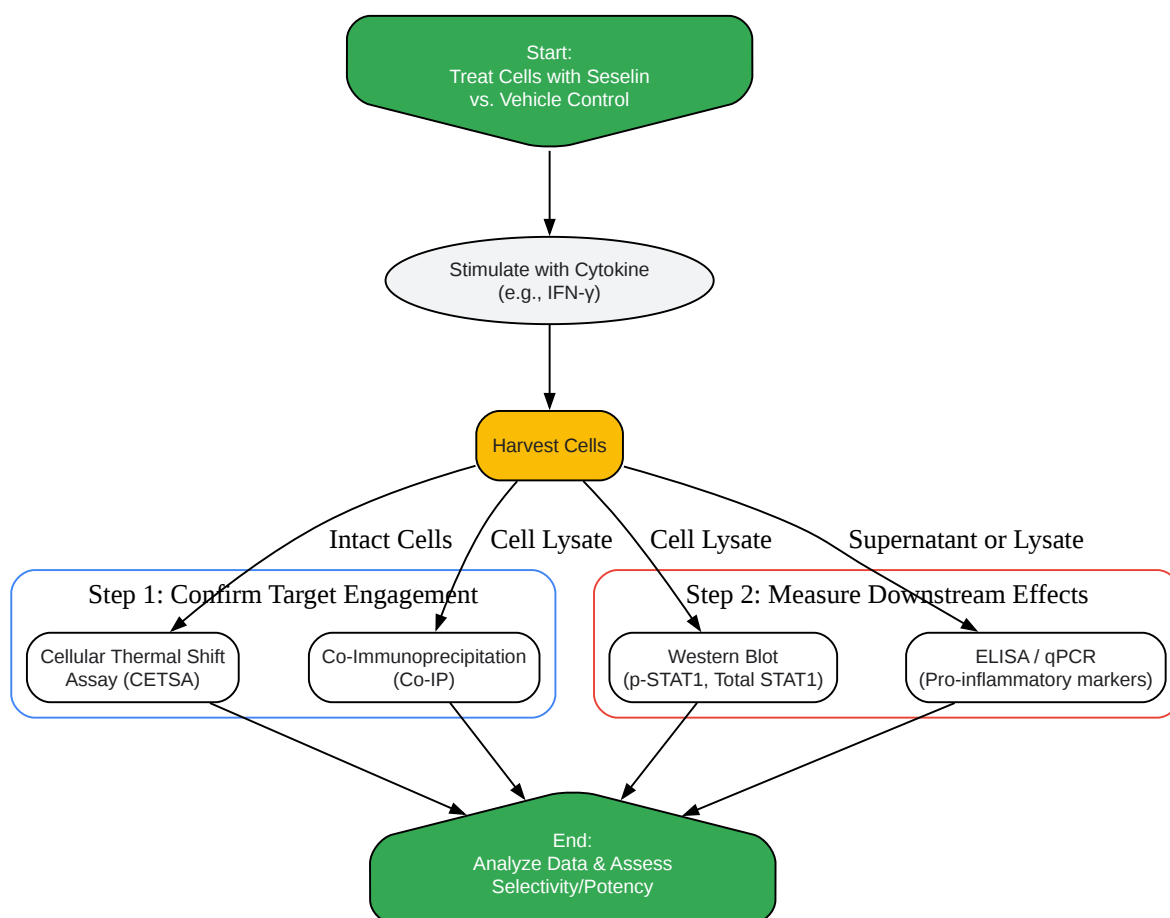 Start:
Treat Cells with Seselin
vs. Vehicle Control
Stimulate with Cytokine
(e.g., IFN-γ)
Harvest Cells
Intact Cells
Cell Lysate
Cell Lysate
Supernatant or Lysate
Step 1: Confirm Target Engagement
Step 2: Measure Downstream Effects
Cellular Thermal Shift
Assay (CETSA)
Co-Immunoprecipitation
(Co-IP)
Western Blot
(p-STAT1, Total STAT1)
ELISA / qPCR
(Pro-inflammatory markers)
End:
Analyze Data & Assess
Selectivity/Potency